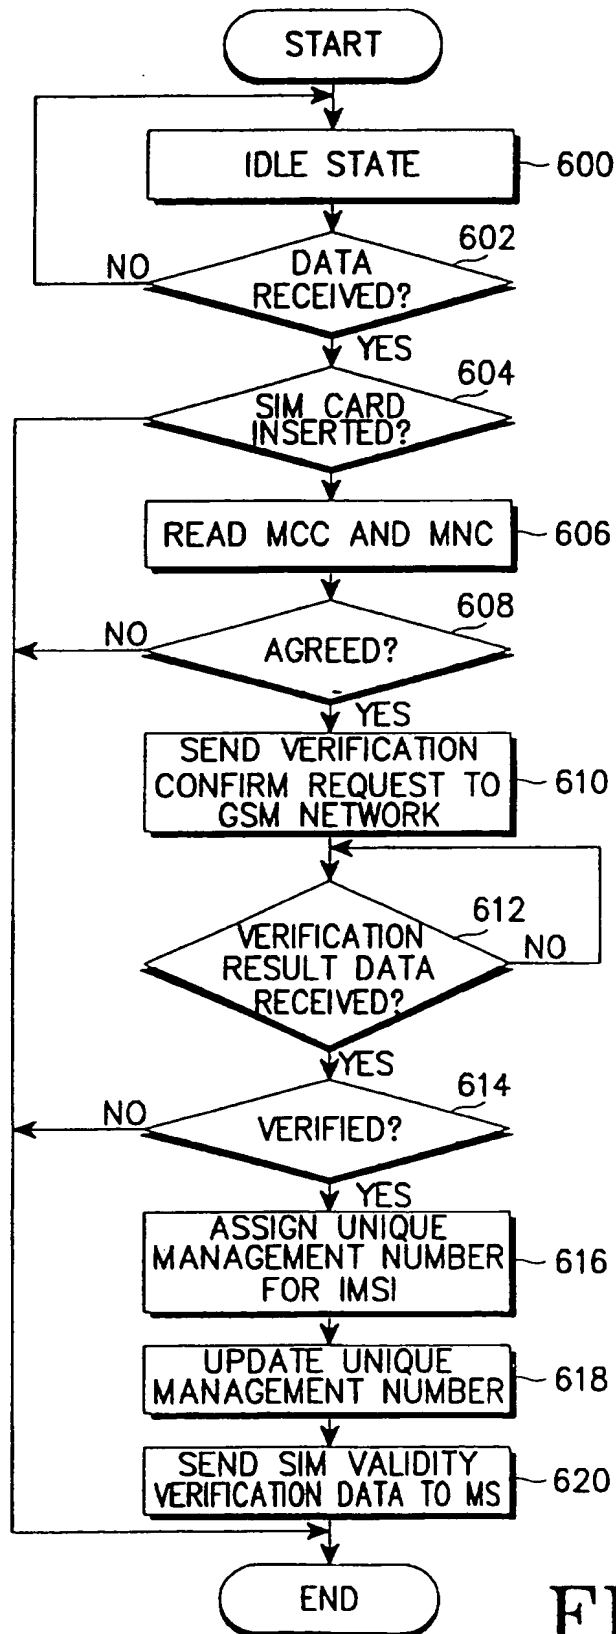 START
IDLE STATE
600
602
NO
DATA
RECEIVED?
YES
604
SIM CARD
INSERTED?
READ MCC AND MNC
606
608
NO
AGREED?
YES
SEND VERIFICATION
CONFIRM REQUEST TO
GSM NETWORK
610
612
VERIFICATION
RESULT DATA
RECEIVED?
NO
YES
614
NO
VERIFIED?
YES
ASSIGN UNIQUE
MANAGEMENT NUMBER
FOR IMSI
616
UPDATE UNIQUE
MANAGEMENT NUMBER
618
SEND SIM VALIDITY
VERIFICATION DATA TO MS
620
END